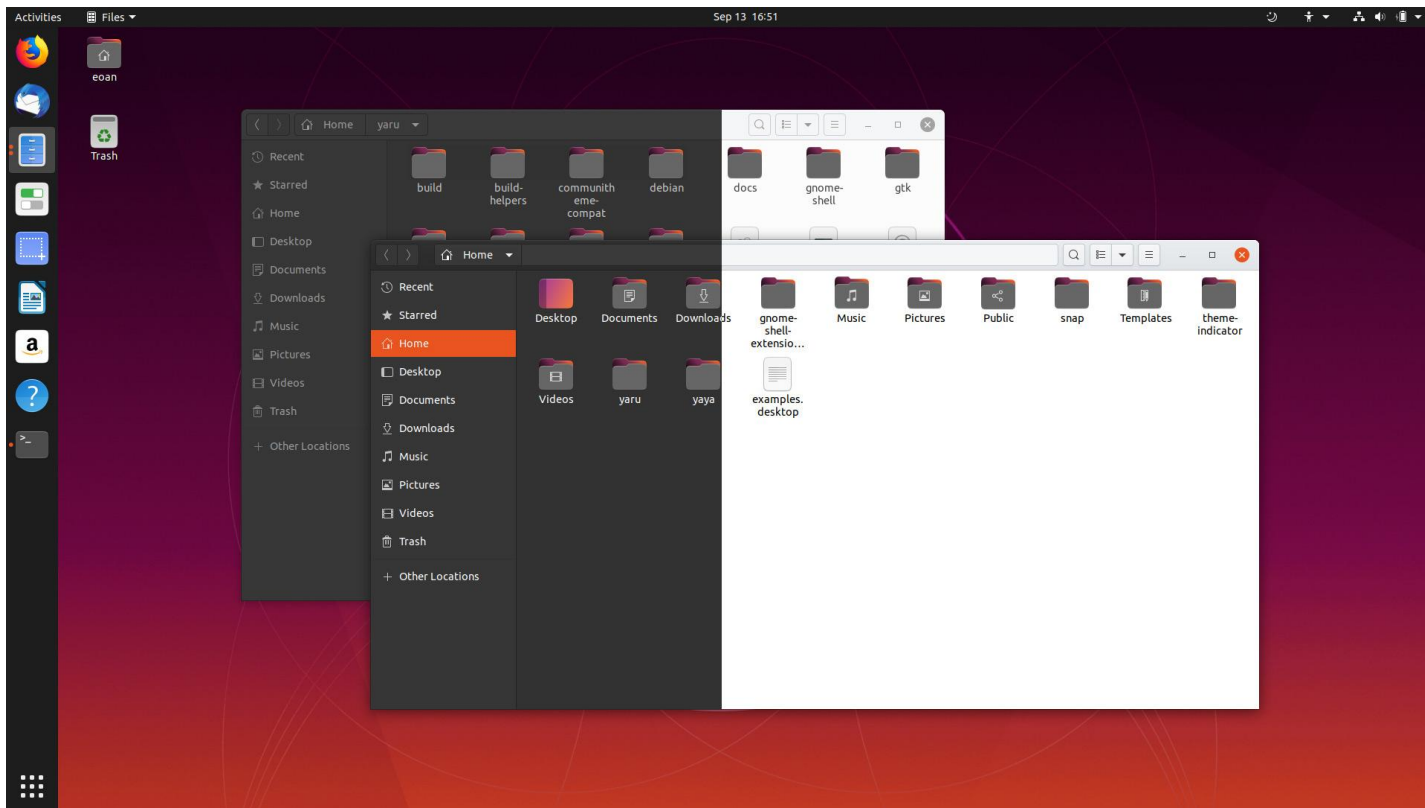 Activities Files Sep 13 16:51
eoan
Trash
a
?
>_
Home yaru
Recent
Starred
Home
Desktop
Documents
Downloads
Music
Pictures
Videos
Trash
+ Other Locations
build build- communith debian docs gnome- gtk
helpers eme- shell
compat
Home
Recent
Starred
Home
Desktop
Documents
Downloads
Music
Pictures
Videos
Trash
+ Other Locations
Desktop Documents Downloads gnome- Music Pictures Public snap Templates theme-
shell- indicator
extensio...
Videos yaru yaya examples.
desktop